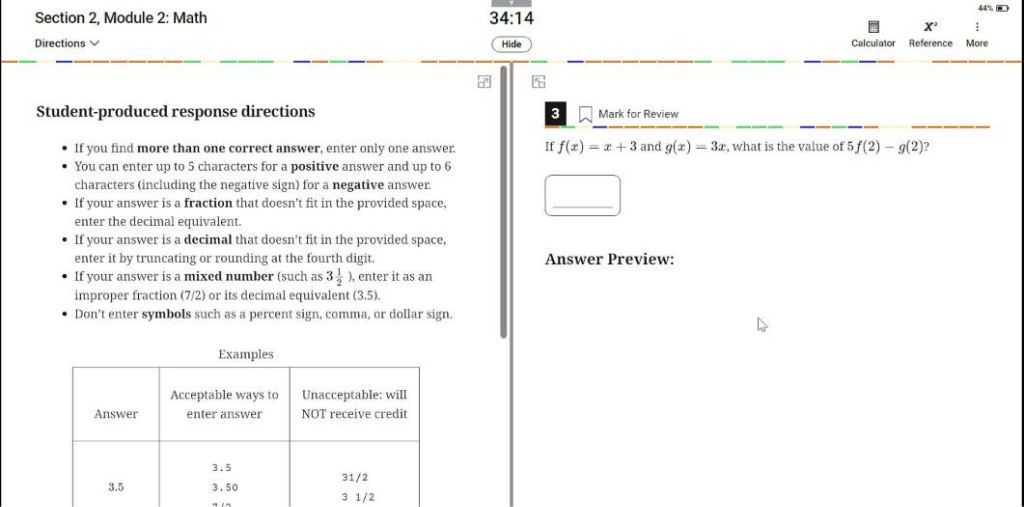 Section 2, Module 2: Math
34:14
44%
Directions
Hide
Calculator Reference More
Student-produced response directions
• If you find more than one correct answer, enter only one answer.
• You can enter up to 5 characters for a positive answer and up to 6
characters (including the negative sign) for a negative answer.
• If your answer is a fraction that doesn't fit in the provided space,
enter the decimal equivalent.
• If your answer is a decimal that doesn't fit in the provided space,
enter it by truncating or rounding at the fourth digit.
• If your answer is a mixed number (such as 3 1/2 ), enter it as an
improper fraction (7/2) or its decimal equivalent (3.5).
• Don't enter symbols such as a percent sign, comma, or dollar sign.
Examples
Answer
Acceptable ways to
enter answer
Unacceptable: will
NOT receive credit
3.5
3.5
3.50
31/2
3 1/2
3 Mark for Review
If f(x) = x + 3 and g(x) = 3x, what is the value of 5f(2) − g(2)?
Answer Preview: